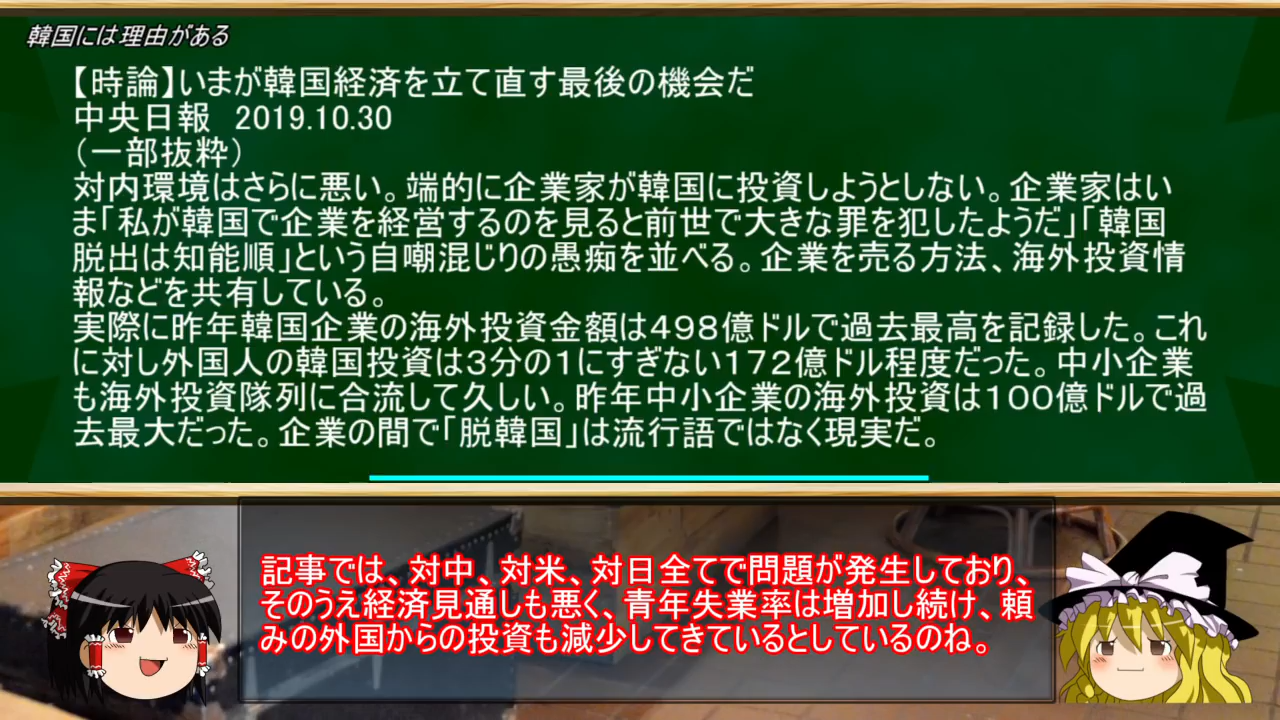 韓国には理由がある
【時論】いまが韓国経済を立て直す最後の機会だ
中央日報　2019.10.30
（一部抜粋）
対内環境はさらに悪い。端的に企業家が韓国に投資しようとしない。企業家はい
ま「私が韓国で企業を経営するのを見ると前世で大きな罪を犯したようだ」「韓国
脱出は知能順」という自嘲混じりの愚痴を並べる。企業を売る方法、海外投資情
報などを共有している。
実際に昨年韓国企業の海外投資金額は４９８億ドルで過去最高を記録した。これ
に対し外国人の韓国投資は３分の１にすぎない１７２億ドル程度だった。中小企業
も海外投資隊列に合流して久しい。昨年中小企業の海外投資は１００億ドルで過
去最大だった。企業の間で「脱韓国」は流行語ではなく現実だ。
記事では、対中、対米、対日全てで問題が発生しており、
そのうえ経済見通しも悪く、青年失業率は増加し続け、頼
みの外国からの投資も減少してきているとしているのね。